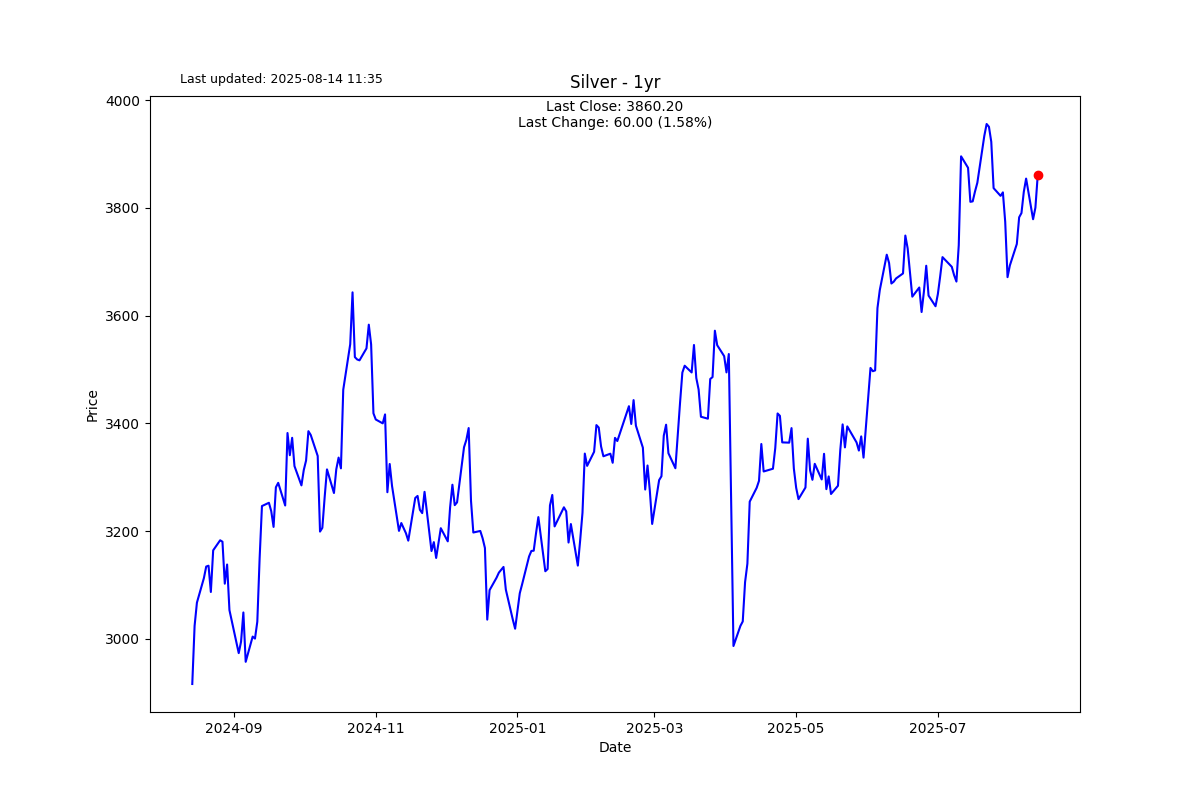 Last updated: 2025-08-14 11:35
Silver - 1yr
Last Close: 3860.20
Last Change: 60.00 (1.58%)
4000
3800
3600
3400
3200
3000
Price
2024-09
2024-11
2025-01
2025-03
2025-05
2025-07
Date